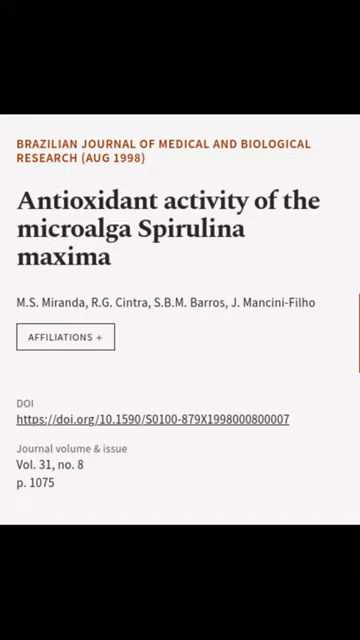 BRAZILIAN JOURNAL OF MEDICAL AND BIOLOGICAL
RESEARCH (AUG 1998)
Antioxidant activity of the
microalga Spirulina
maxima
M.S. Miranda, R.G. Cintra, S.B.M. Barros, J. Mancini-Filho
AFFILIATIONS +
DOI
https://doi.org/10.1590/S0100-879X1998000800007
Journal volume & issue
Vol. 31, no. 8
p. 1075